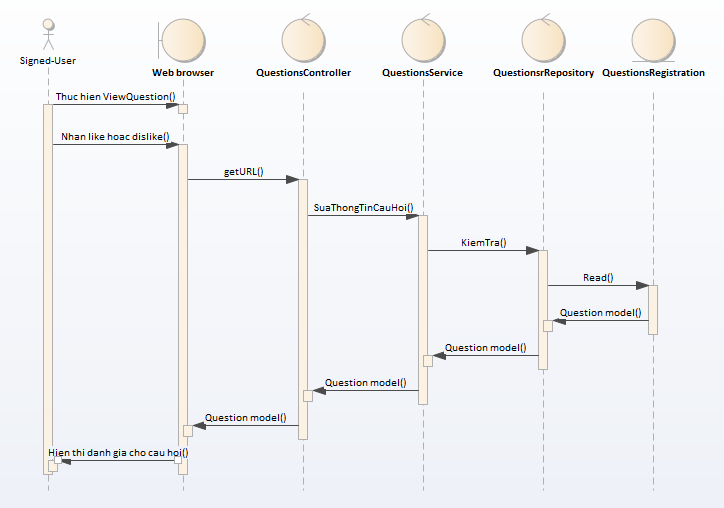 Signed-User
Web browser
QuestionsController
QuestionsService
QuestionsrRepository
QuestionsRegistration
Thuc hien ViewQuestion()
Nhan like hoac dislike()
getURL()
SuaThongTinCauHoi()
KiemTra()
Read()
Question model()
Question model()
Question model()
Question model()
Hien thi danh gia cho cau hoi()